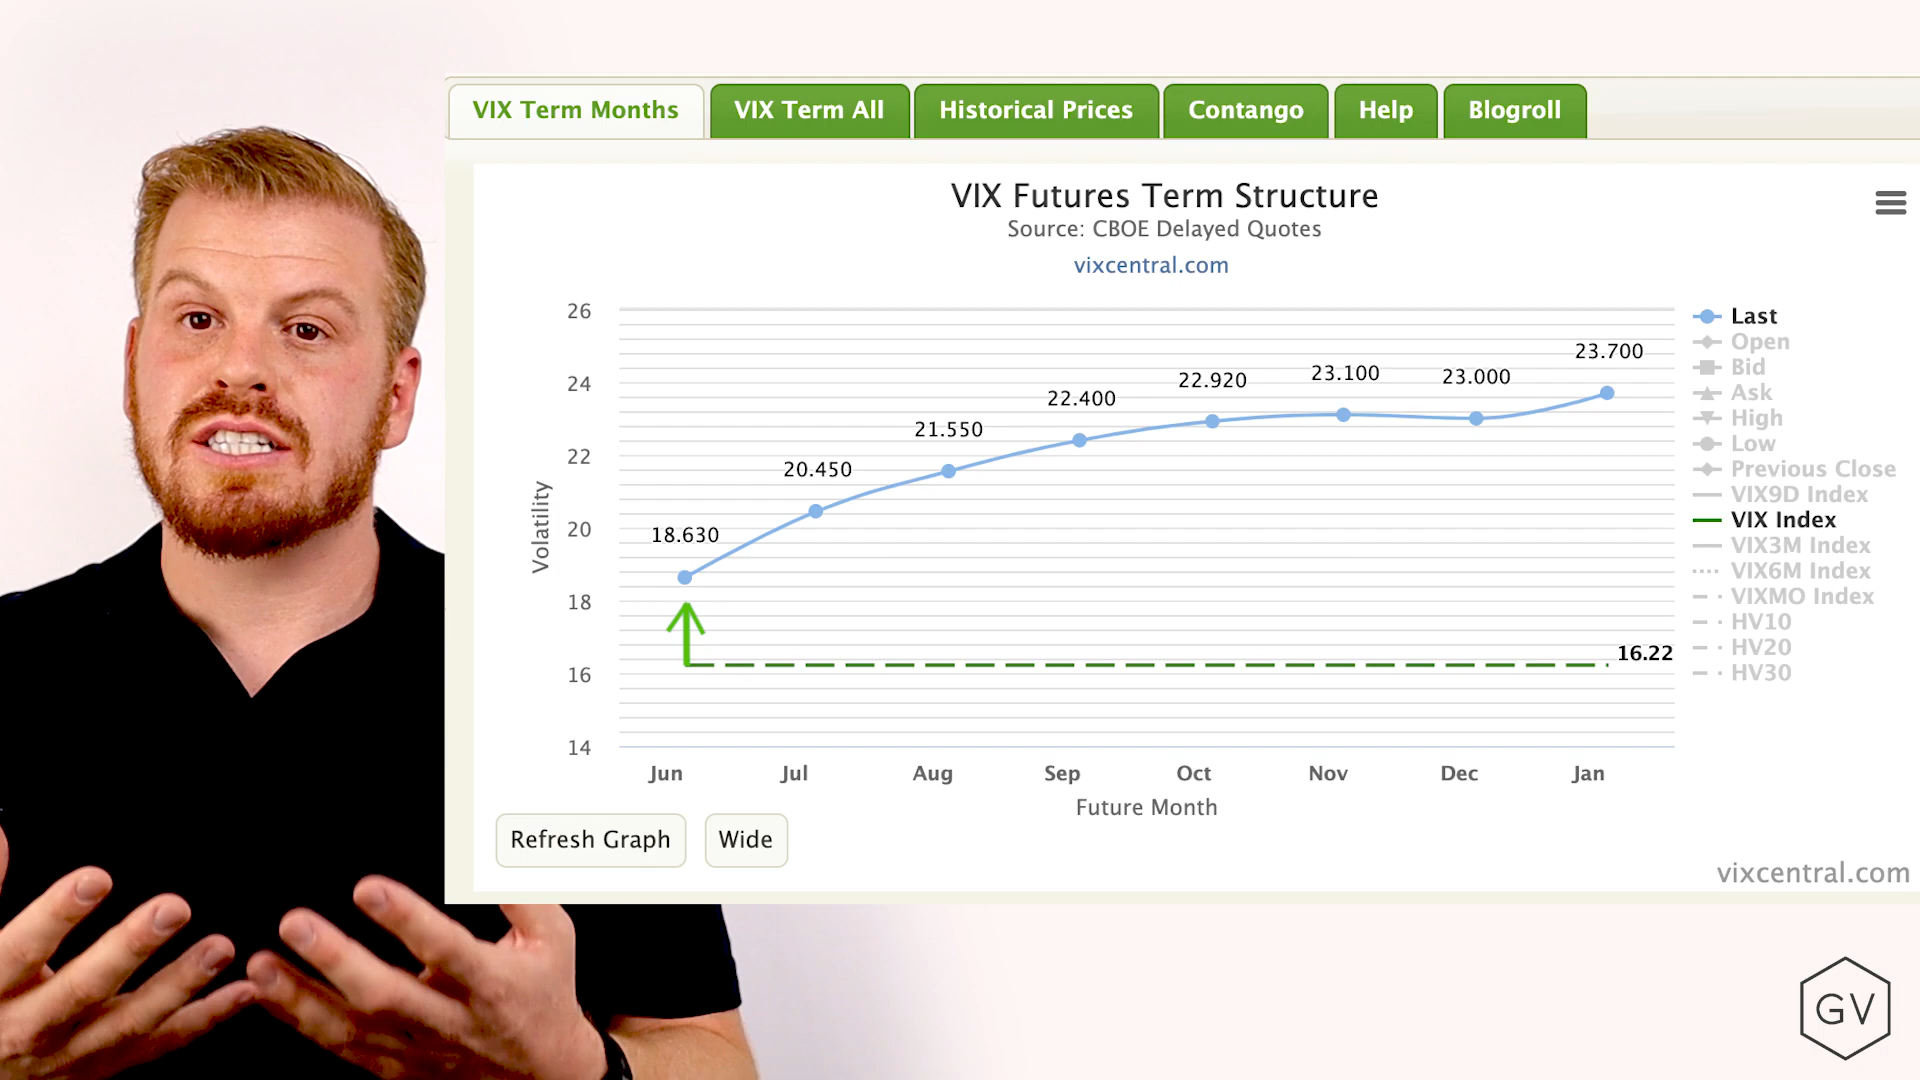 VIX Term Months
VIX Term All
Historical Prices
Contango
Help
Blogroll
VIX Futures Term Structure
Source: CBOE Delayed Quotes
vixcentral.com
Volatility
26
24
22
20
18
16
14
18.630
20.450
21.550
22.400
22.920
23.100
23.000
23.700
16.22
Jun
Jul
Aug
Sep
Oct
Nov
Dec
Jan
Future Month
Last
Open
Bid
Ask
High
Low
Previous Close
VIX9D Index
VIX Index
VIX3M Index
VIX6M Index
VIXMO Index
HV10
HV20
HV30
Refresh Graph
Wide
vixcentral.com
GV